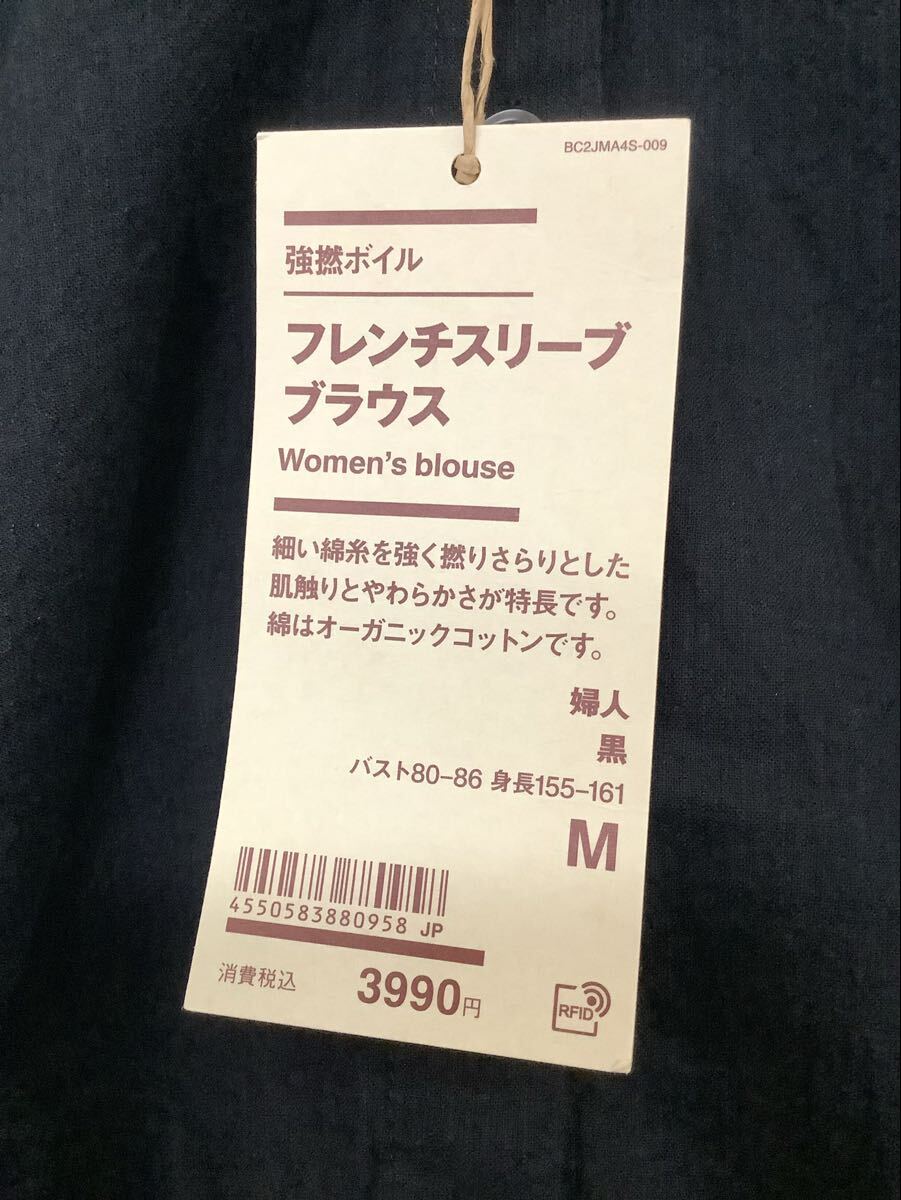 BC2JMA4S-009
強撚ボイル
フレンチスリーブ
ブラウス
Women's blouse
細い綿糸を強く撚りさらりとした
肌触りとやわらかさが特長です。
綿はオーガニックコットンです。
婦人
黒
バスト80–86 身長155–161
M
4550583880958 JP
消費税込 3990円
RFID